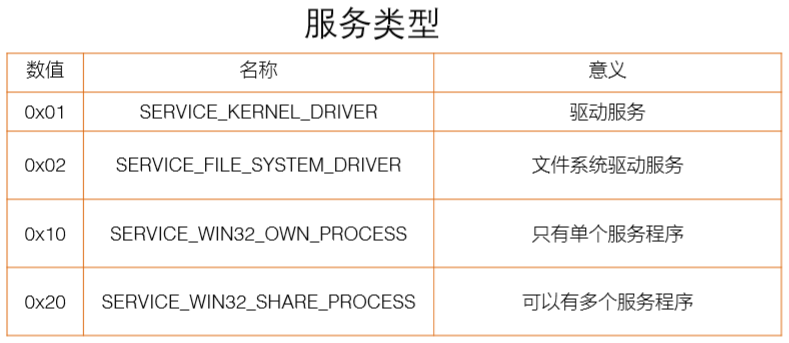 服务类型
数值 名称 意义
0x01 SERVICE_KERNEL_DRIVER 驱动服务
0x02 SERVICE_FILE_SYSTEM_DRIVER 文件系统驱动服务
0x10 SERVICE_WIN32_OWN_PROCESS 只有单个服务程序
0x20 SERVICE_WIN32_SHARE_PROCESS 可以有多个服务程序